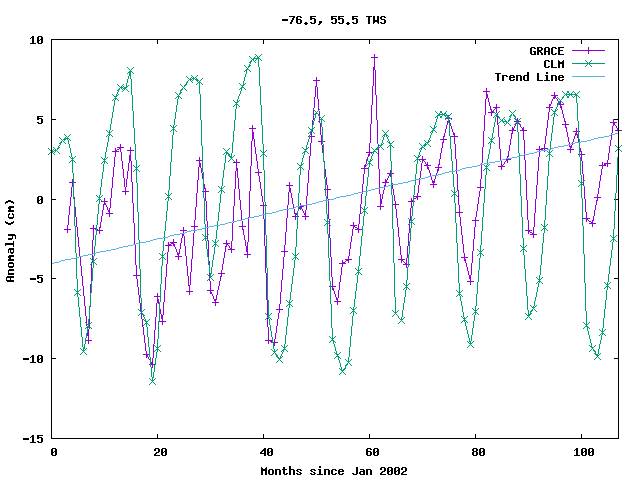 -76.5, 55.5 TWS
10
5
0
-5
-10
-15
Anomaly (cm)
GRACE
CLM
Trend Line
0 20 40 60 80 100
Months since Jan 2002